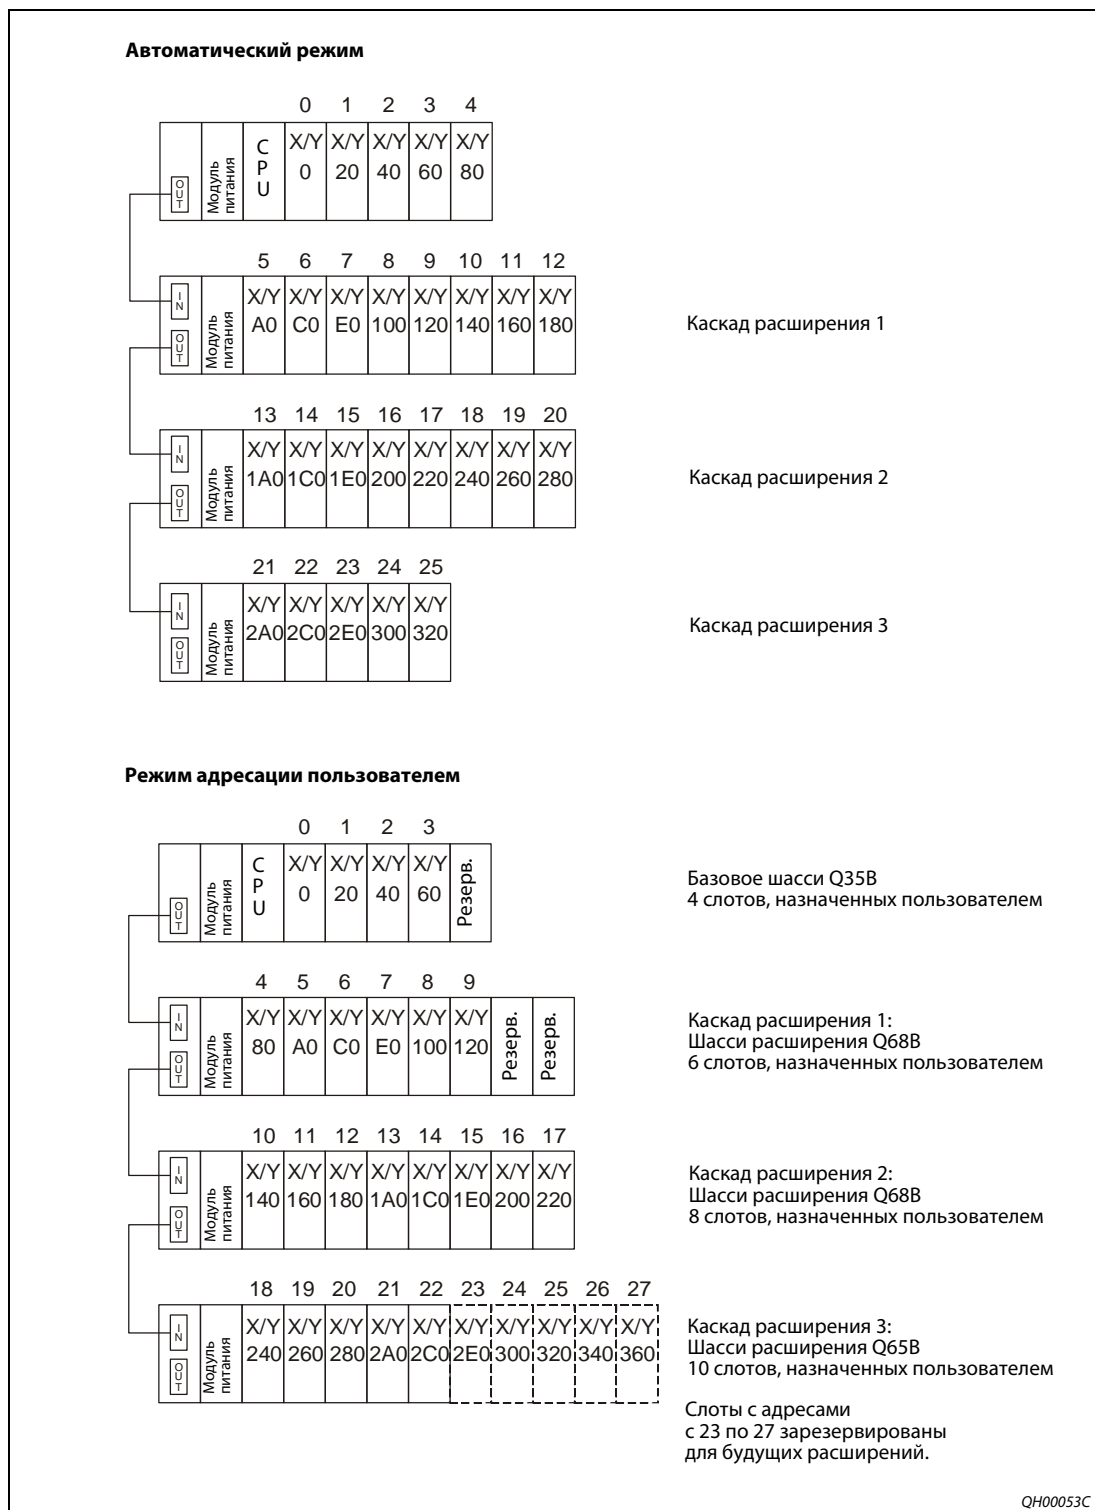 Автоматический режим
0 1 2 3 4
OUT Модуль питания CPU X/Y 0 X/Y 20 X/Y 40 X/Y 60 X/Y 80
5 6 7 8 9 10 11 12
IN OUT Модуль питания X/Y A0 X/Y C0 X/Y E0 X/Y 100 X/Y 120 X/Y 140 X/Y 160 X/Y 180
Каскад расширения 1
13 14 15 16 17 18 19 20
IN OUT Модуль питания X/Y 1A0 X/Y 1C0 X/Y 1E0 X/Y 200 X/Y 220 X/Y 240 X/Y 260 X/Y 280
Каскад расширения 2
21 22 23 24 25
IN OUT Модуль питания X/Y 2A0 X/Y 2C0 X/Y 2E0 X/Y 300 X/Y 320
Каскад расширения 3
Режим адресации пользователем
0 1 2 3
OUT Модуль питания CPU X/Y 0 X/Y 20 X/Y 40 X/Y 60 Резерв.
Базовое шасси Q35B
4 слотов, назначенных пользователем
4 5 6 7 8 9
IN OUT Модуль питания X/Y 80 X/Y A0 X/Y C0 X/Y E0 X/Y 100 X/Y 120 Резерв. Резерв.
Каскад расширения 1:
Шасси расширения Q68B
6 слотов, назначенных пользователем
10 11 12 13 14 15 16 17
IN OUT Модуль питания X/Y 140 X/Y 160 X/Y 180 X/Y 1A0 X/Y 1C0 X/Y 1E0 X/Y 200 X/Y 220
Каскад расширения 2:
Шасси расширения Q68B
8 слотов, назначенных пользователем
18 19 20 21 22 23 24 25 26 27
IN OUT Модуль питания X/Y 240 X/Y 260 X/Y 280 X/Y 2A0 X/Y 2C0 X/Y 2E0 X/Y 300 X/Y 320 X/Y 340 X/Y 360
Каскад расширения 3:
Шасси расширения Q65B
10 слотов, назначенных пользователем
Слоты с адресами
с 23 по 27 зарезервированы
для будущих расширений.
QH00053C